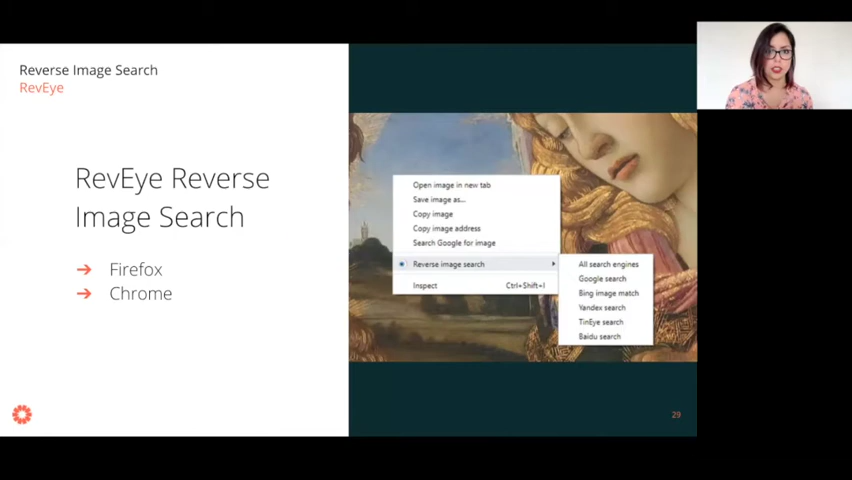 Reverse Image Search
RevEye
RevEye Reverse
Image Search
➔ Firefox
➔ Chrome
Open image in new tab
Save image as...
Copy image
Copy image address
Search Google for image
Reverse image search
Inspect Ctrl+Shift+I
All search engines
Google search
Bing image match
Yandex search
TinEye search
Baidu search
29